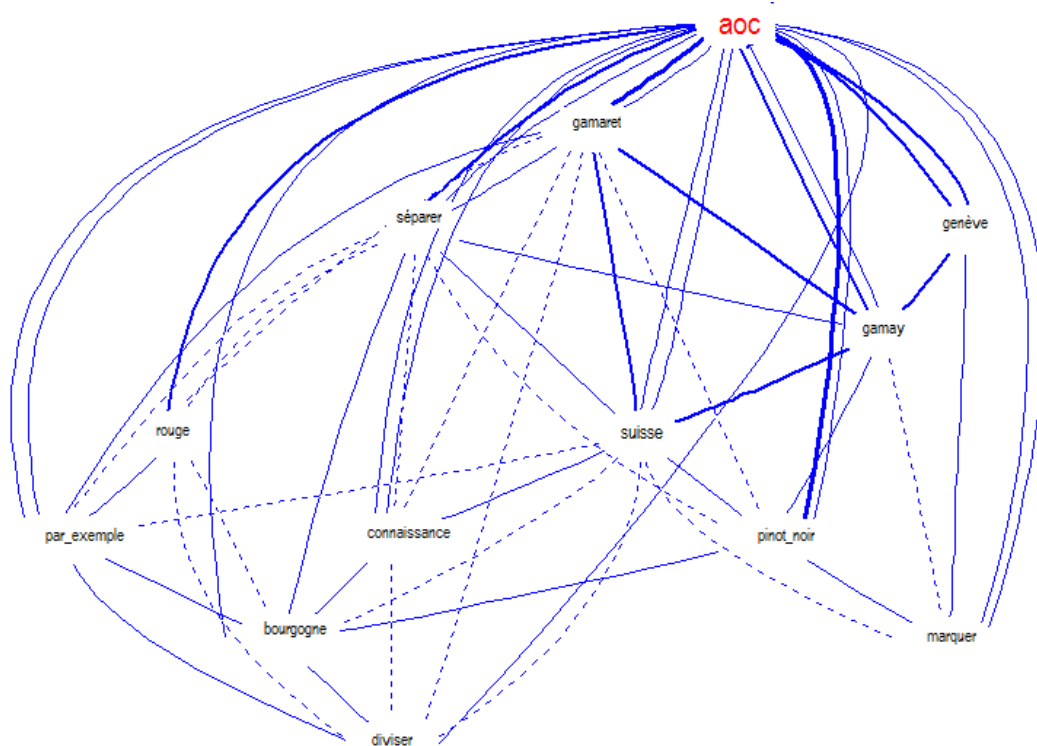 aoc
gamaret
séparer
genève
gamay
rouge
suisse
par_exemple
connaissance
pinot_noir
bourgogne
marquer
diviser